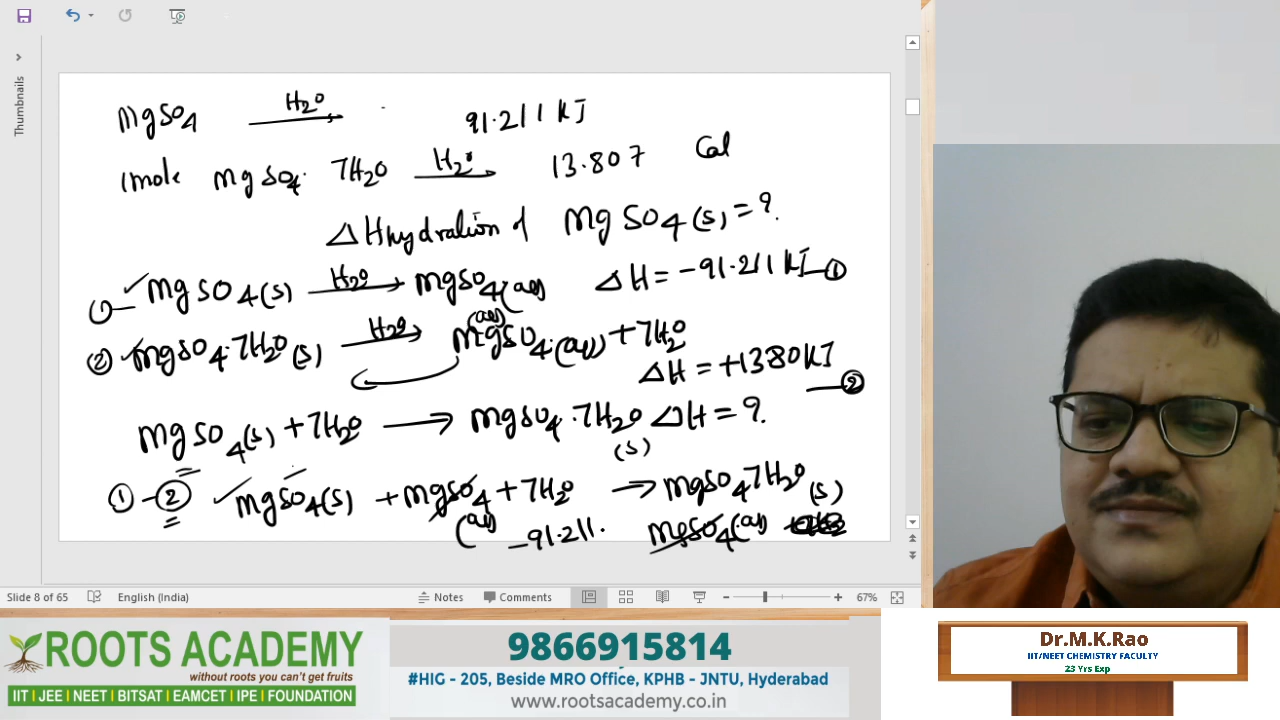 Thumbnails
MgSO4 H2O → 91.211 kJ
1mole MgSO4. 7H2O H2O → 13.807 Cal
△Hhydration of MgSO4(s) = ?
① MgSO4(s) H2O → MgSO4(aq) △H = -91.211 kJ —①
② MgSO4.7H2O(s) H2O → MgSO4.(aq) + 7H2O
(aq)
△H = +13.80 kJ
—②
MgSO4(s) + 7H2O → MgSO4.7H2O △H = ?
(s)
① - ② MgSO4(s) + MgSO4 + 7H2O → MgSO4 7H2O (s)
(aq) -91.211. MgSO4(aq)
Slide 8 of 65 English (India) Notes Comments 67%
ROOTS ACADEMY
without roots you can't get fruits
IIT I JEE I NEET I BITSAT I EAMCET I IPE I FOUNDATION
9866915814
#HIG - 205, Beside MRO Office, KPHB - JNTU, Hyderabad
www.rootsacademy.co.in
Dr.M.K.Rao
IIT/NEET CHEMISTRY FACULTY
23 Yrs Exp